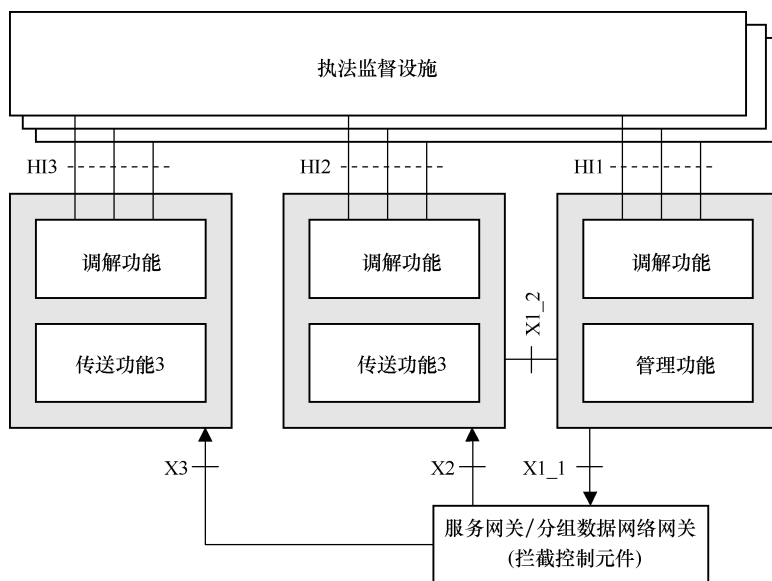 执法监督设施
HI3
HI2
HI1
调解功能
调解功能
调解功能
X1_2
传送功能3
传送功能3
管理功能
X3
X2
X1_1
服务网关/分组数据网络网关
(拦截控制元件)